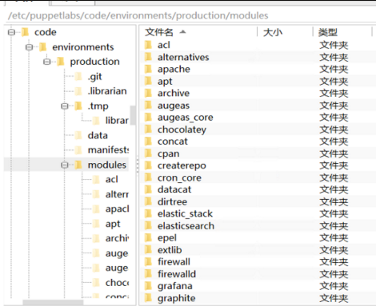 /etc/puppetlabs/code/environments/production/modules
code
environments
production
.git
.librarian
.tmp
librar
data
manifests
modules
acl
altern
apach
apt
archiv
auge
auge
choco
conca
文件名 大小 类型
acl 文件夹
alternatives 文件夹
apache 文件夹
apt 文件夹
archive 文件夹
augeas 文件夹
augeas_core 文件夹
chocolatey 文件夹
concat 文件夹
cpan 文件夹
createrepo 文件夹
cron_core 文件夹
datacat 文件夹
dirtree 文件夹
elastic_stack 文件夹
elasticsearch 文件夹
epel 文件夹
extlib 文件夹
firewall 文件夹
firewalld 文件夹
grafana 文件夹
graphite 文件夹